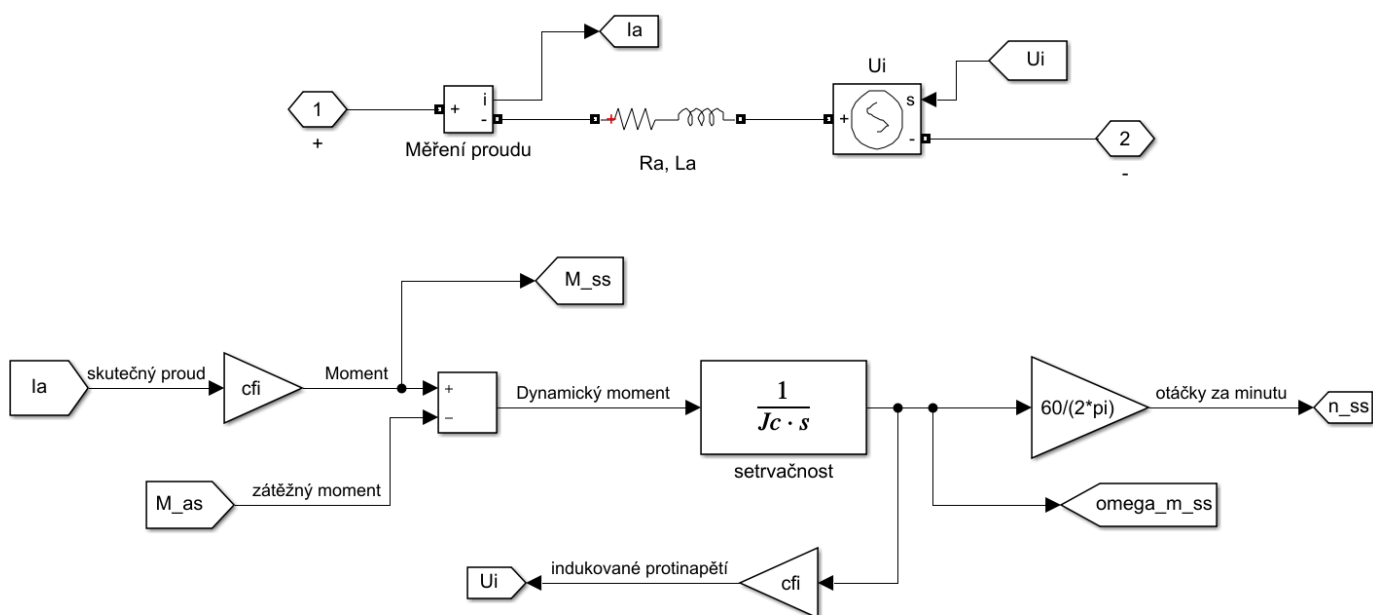 Ia
Ui
Ui
1
+
i
-
s
+
-
2
+
Měření proudu
Ra, La
-
M_ss
Ia
skutečný proud
cfi
Moment
+
−
Dynamický moment
1
Jc · s
setrvačnost
60/(2*pi)
otáčky za minutu
n_ss
M_as
zátěžný moment
omega_m_ss
Ui
indukované protinapětí
cfi